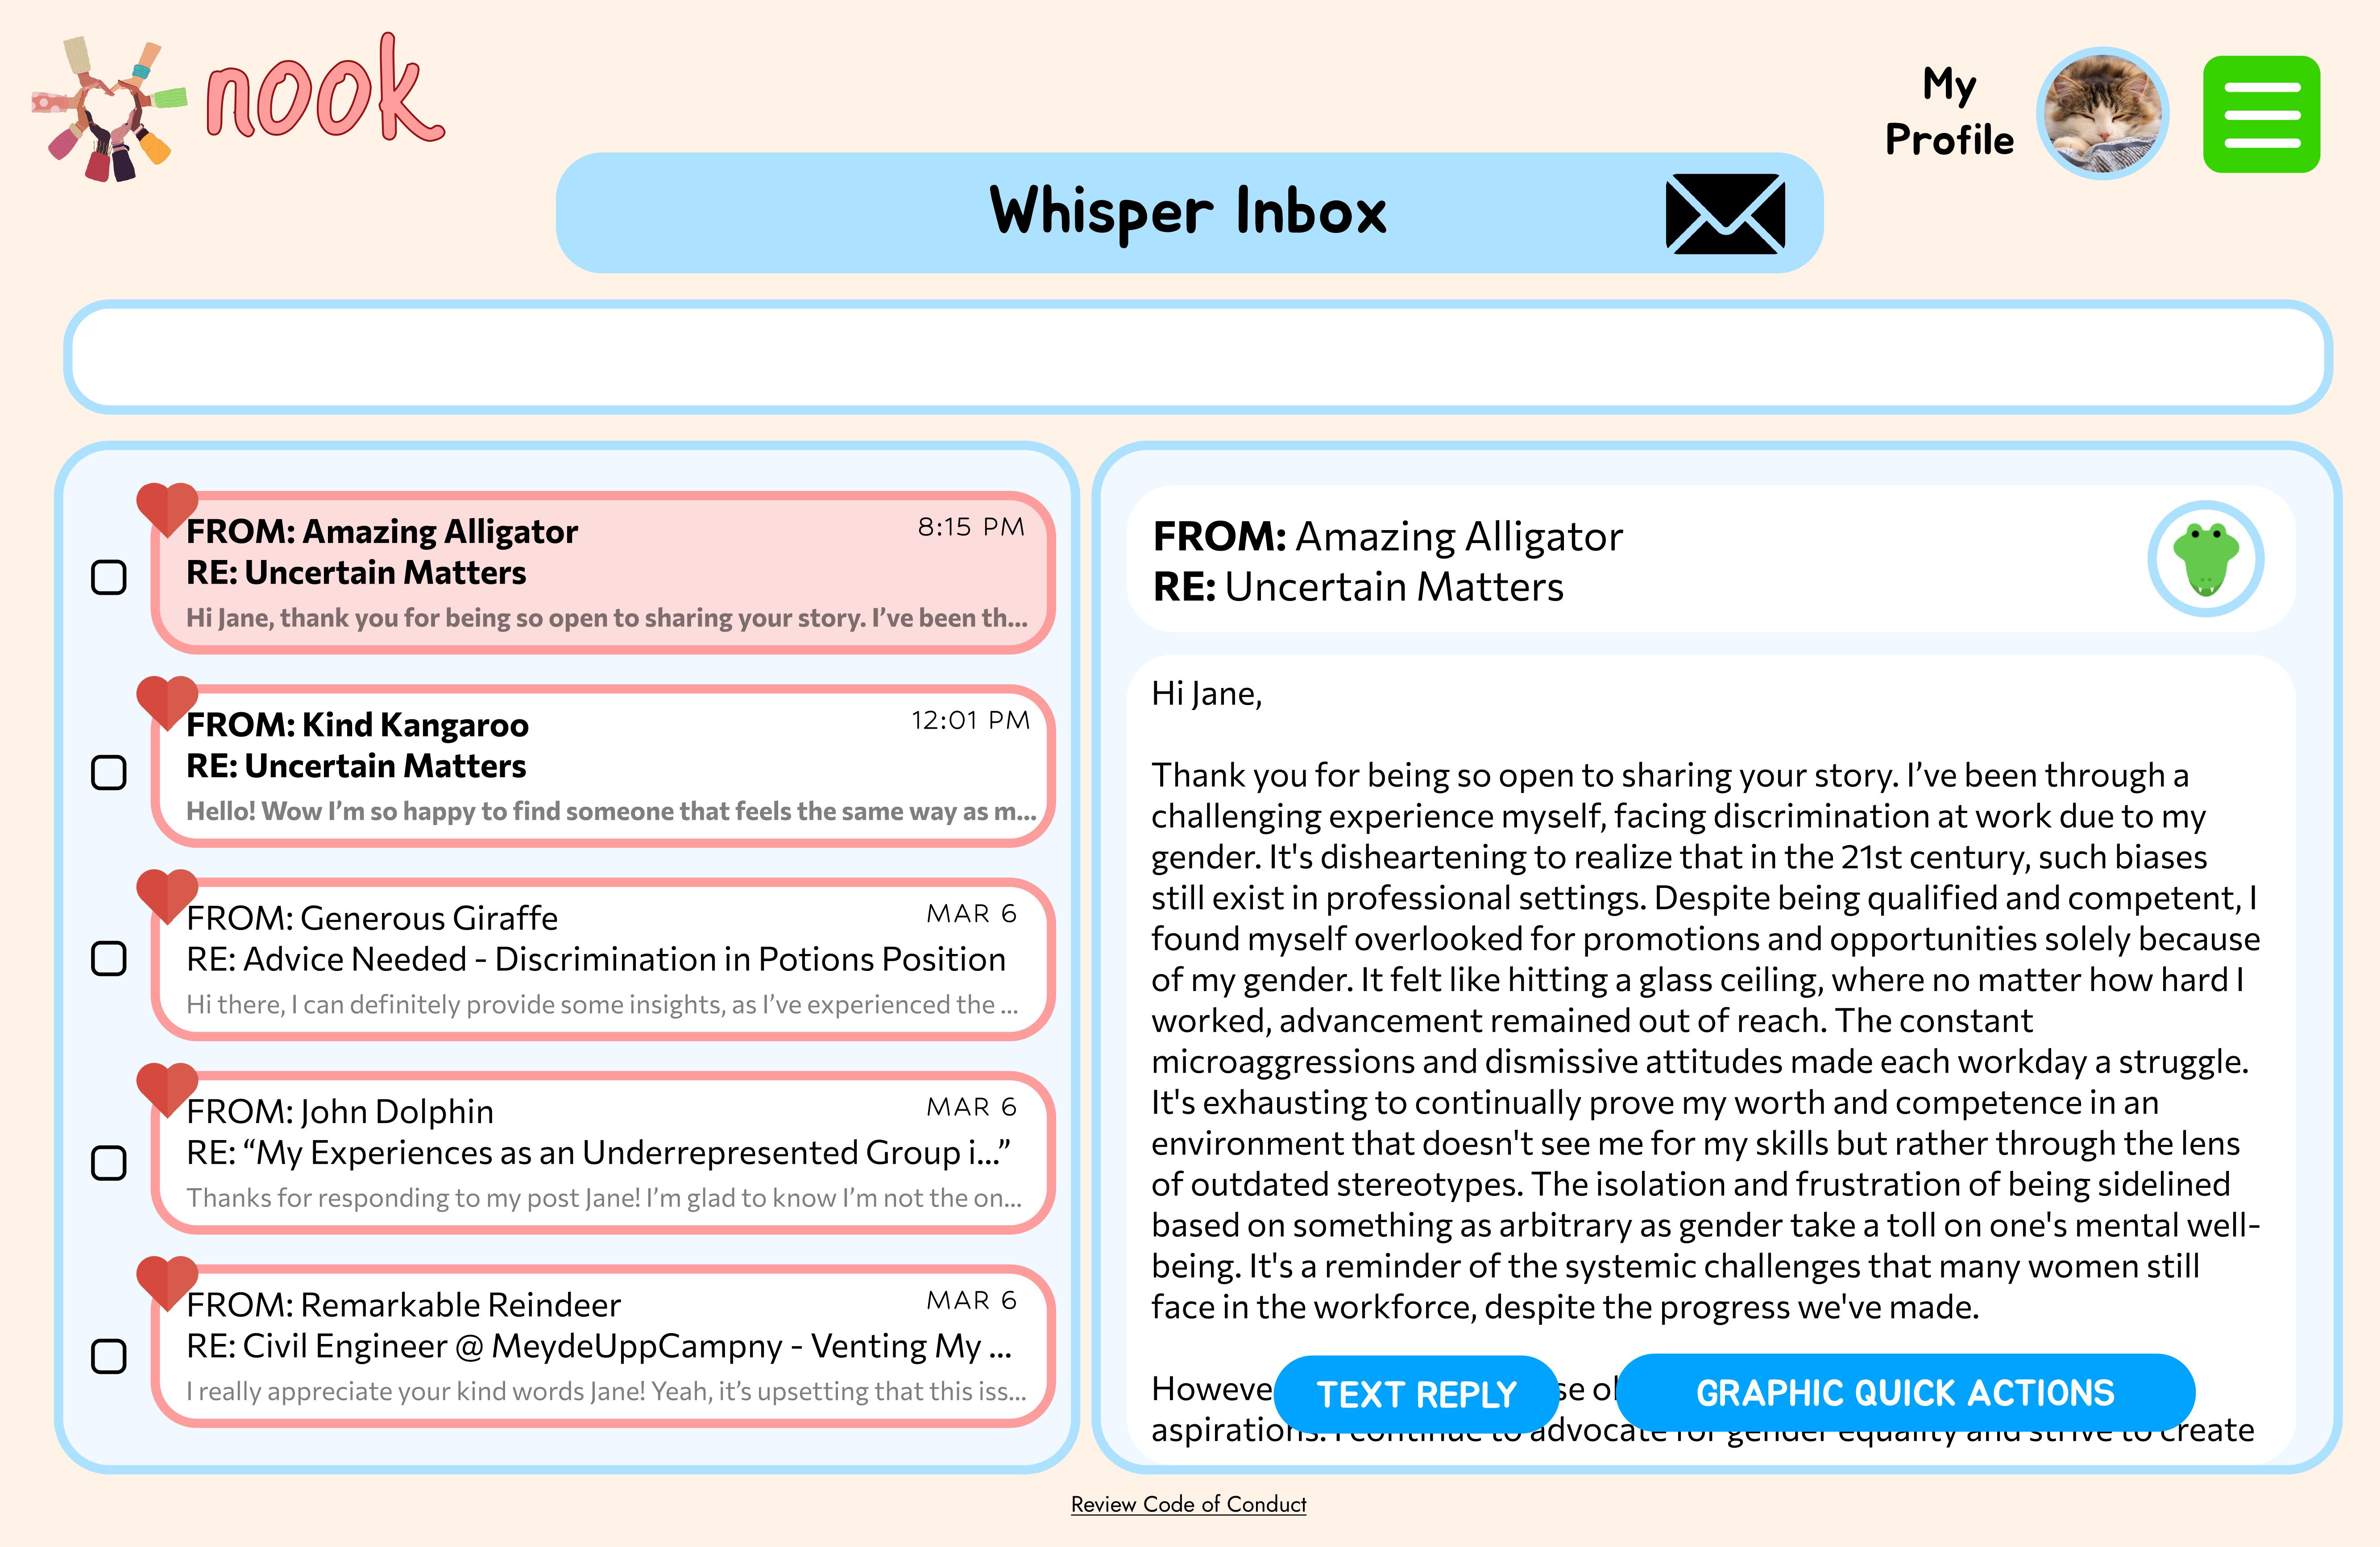 nook
My
Profile
Whisper Inbox
FROM: Amazing Alligator
8:15 PM
RE: Uncertain Matters
Hi Jane, thank you for being so open to sharing your story. I’ve been th...
FROM: Kind Kangaroo
12:01 PM
RE: Uncertain Matters
Hello! Wow I’m so happy to find someone that feels the same way as m...
FROM: Generous Giraffe
MAR 6
RE: Advice Needed - Discrimination in Potions Position
Hi there, I can definitely provide some insights, as I’ve experienced the ...
FROM: John Dolphin
MAR 6
RE: “My Experiences as an Underrepresented Group i...”
Thanks for responding to my post Jane! I’m glad to know I’m not the on...
FROM: Remarkable Reindeer
MAR 6
RE: Civil Engineer @ MeydeUppCampny - Venting My ...
I really appreciate your kind words Jane! Yeah, it’s upsetting that this iss...
FROM: Amazing Alligator
RE: Uncertain Matters
Hi Jane,
Thank you for being so open to sharing your story. I’ve been through a
challenging experience myself, facing discrimination at work due to my
gender. It's disheartening to realize that in the 21st century, such biases
still exist in professional settings. Despite being qualified and competent, I
found myself overlooked for promotions and opportunities solely because
of my gender. It felt like hitting a glass ceiling, where no matter how hard I
worked, advancement remained out of reach. The constant
microaggressions and dismissive attitudes made each workday a struggle.
It's exhausting to continually prove my worth and competence in an
environment that doesn't see me for my skills but rather through the lens
of outdated stereotypes. The isolation and frustration of being sidelined
based on something as arbitrary as gender take a toll on one's mental well-
being. It's a reminder of the systemic challenges that many women still
face in the workforce, despite the progress we've made.
TEXT REPLY
GRAPHIC QUICK ACTIONS
aspirations. I continue to advocate for gender equality and strive to create
Review Code of Conduct